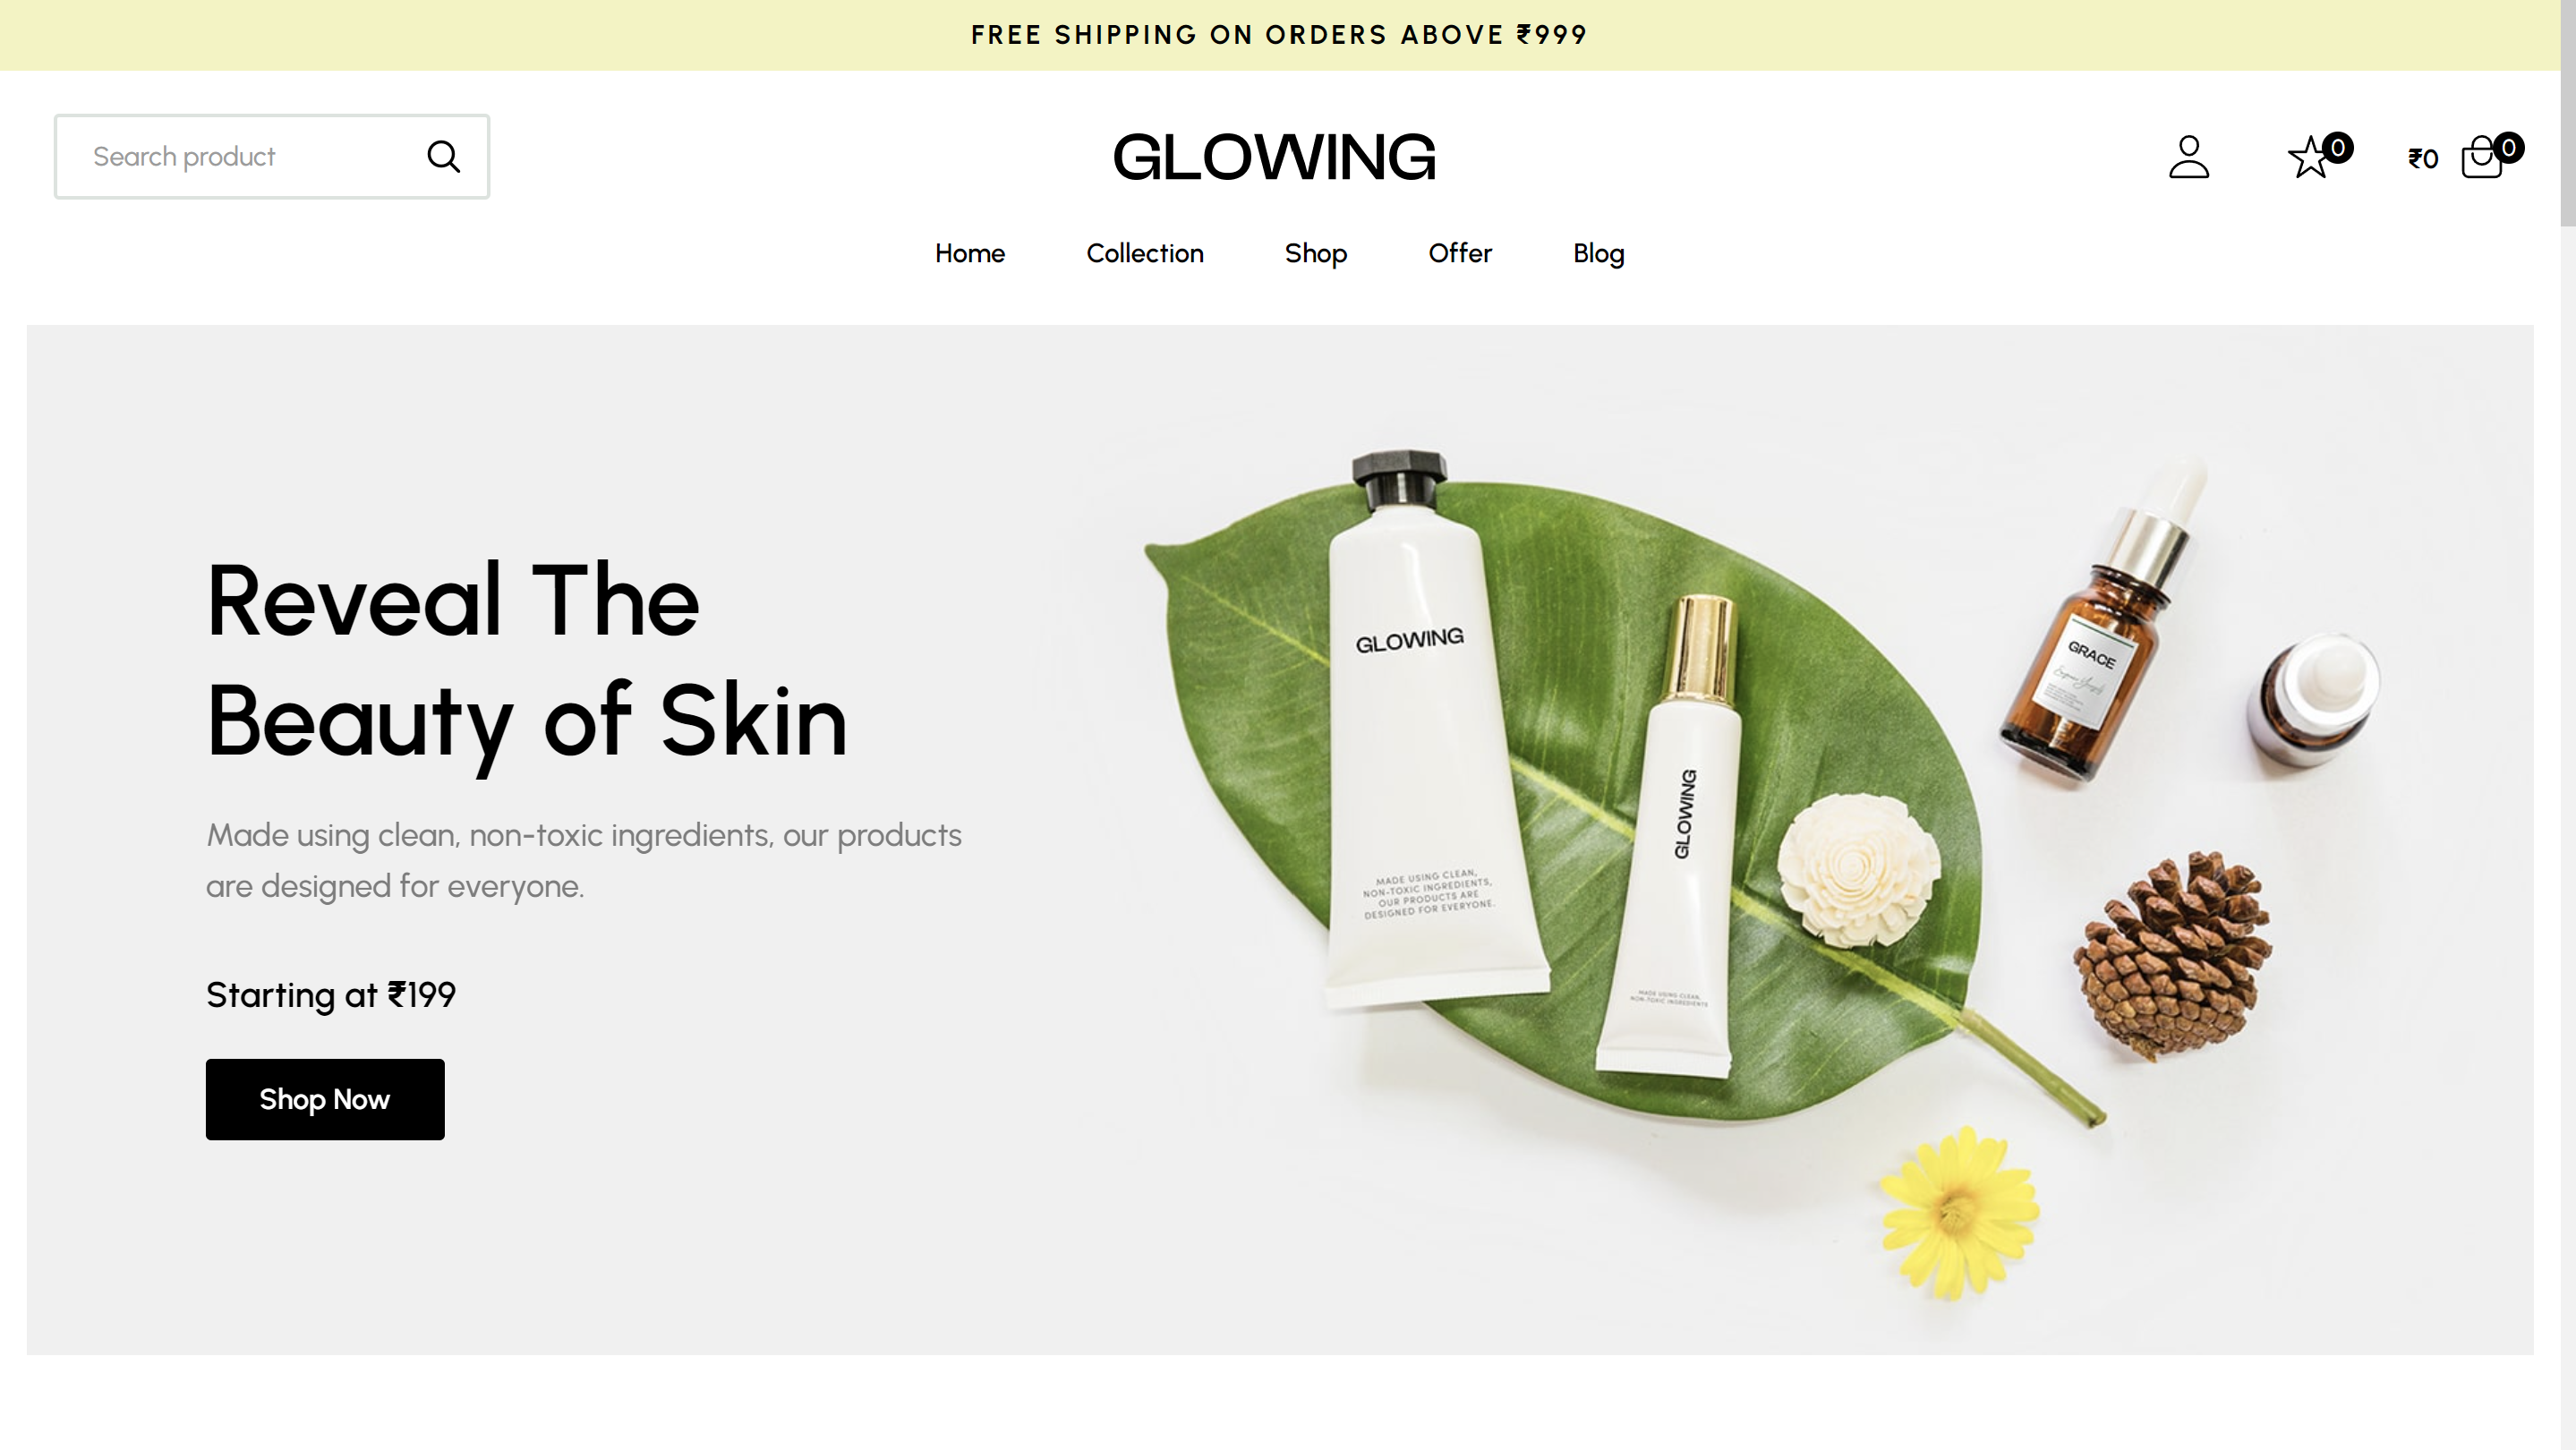 FREE SHIPPING ON ORDERS ABOVE ₹999
Search product
GLOWING
0
₹0
0
Home
Collection
Shop
Offer
Blog
Reveal The
Beauty of Skin
Made using clean, non-toxic ingredients, our products
are designed for everyone.
Starting at ₹199
Shop Now
GLOWING
MADE USING CLEAN,
NON-TOXIC INGREDIENTS,
OUR PRODUCTS ARE
DESIGNED FOR EVERYONE.
GLOWING
MADE USING CLEAN,
NON-TOXIC INGREDIENTS
GRACE